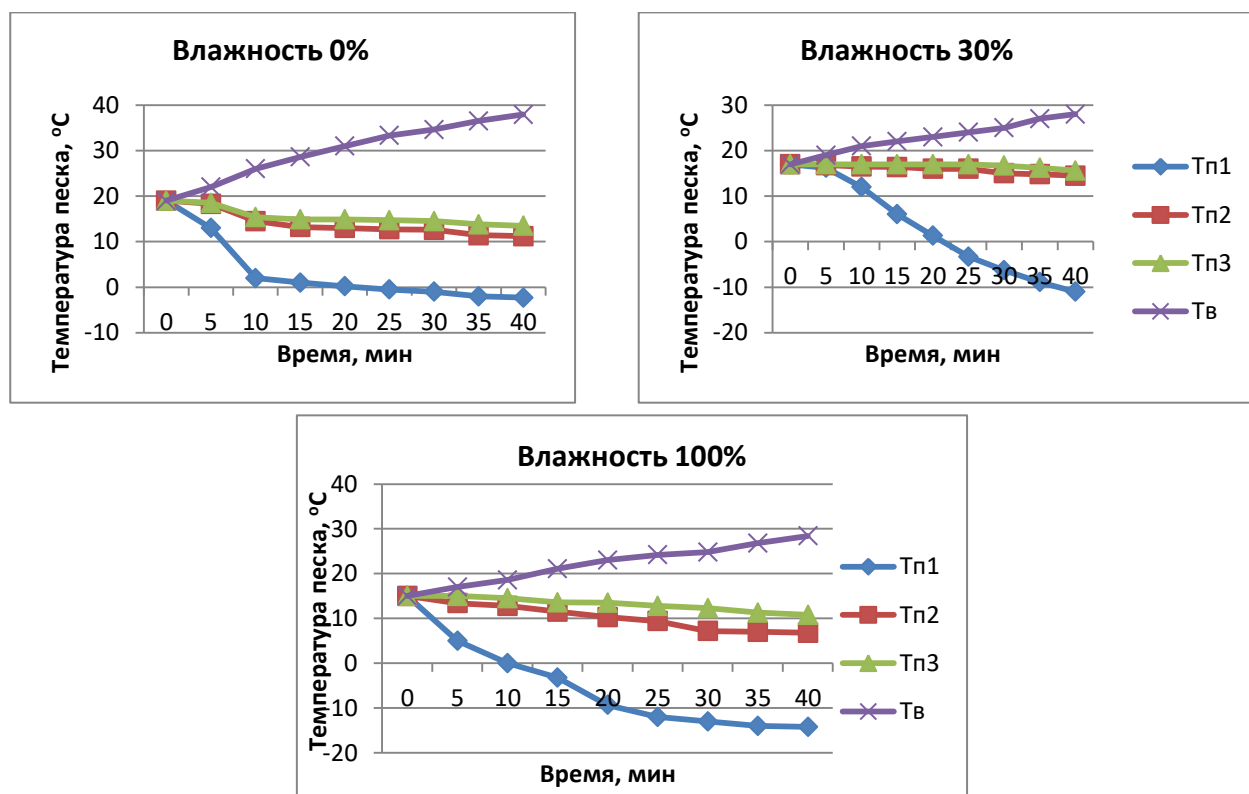 Влажность 0%
Температура песка, ºС
40
30
20
10
0
-10
0 5 10 15 20 25 30 35 40
Время, мин
Влажность 30%
Температура песка, ºС
30
20
10
0
-10
-20
0 5 10 15 20 25 30 35 40
Время, мин
Тп1
Тп2
Тп3
Тв
Влажность 100%
Температура песка, ºС
40
30
20
10
0
-10
-20
0 5 10 15 20 25 30 35 40
Время, мин
Тп1
Тп2
Тп3
Тв